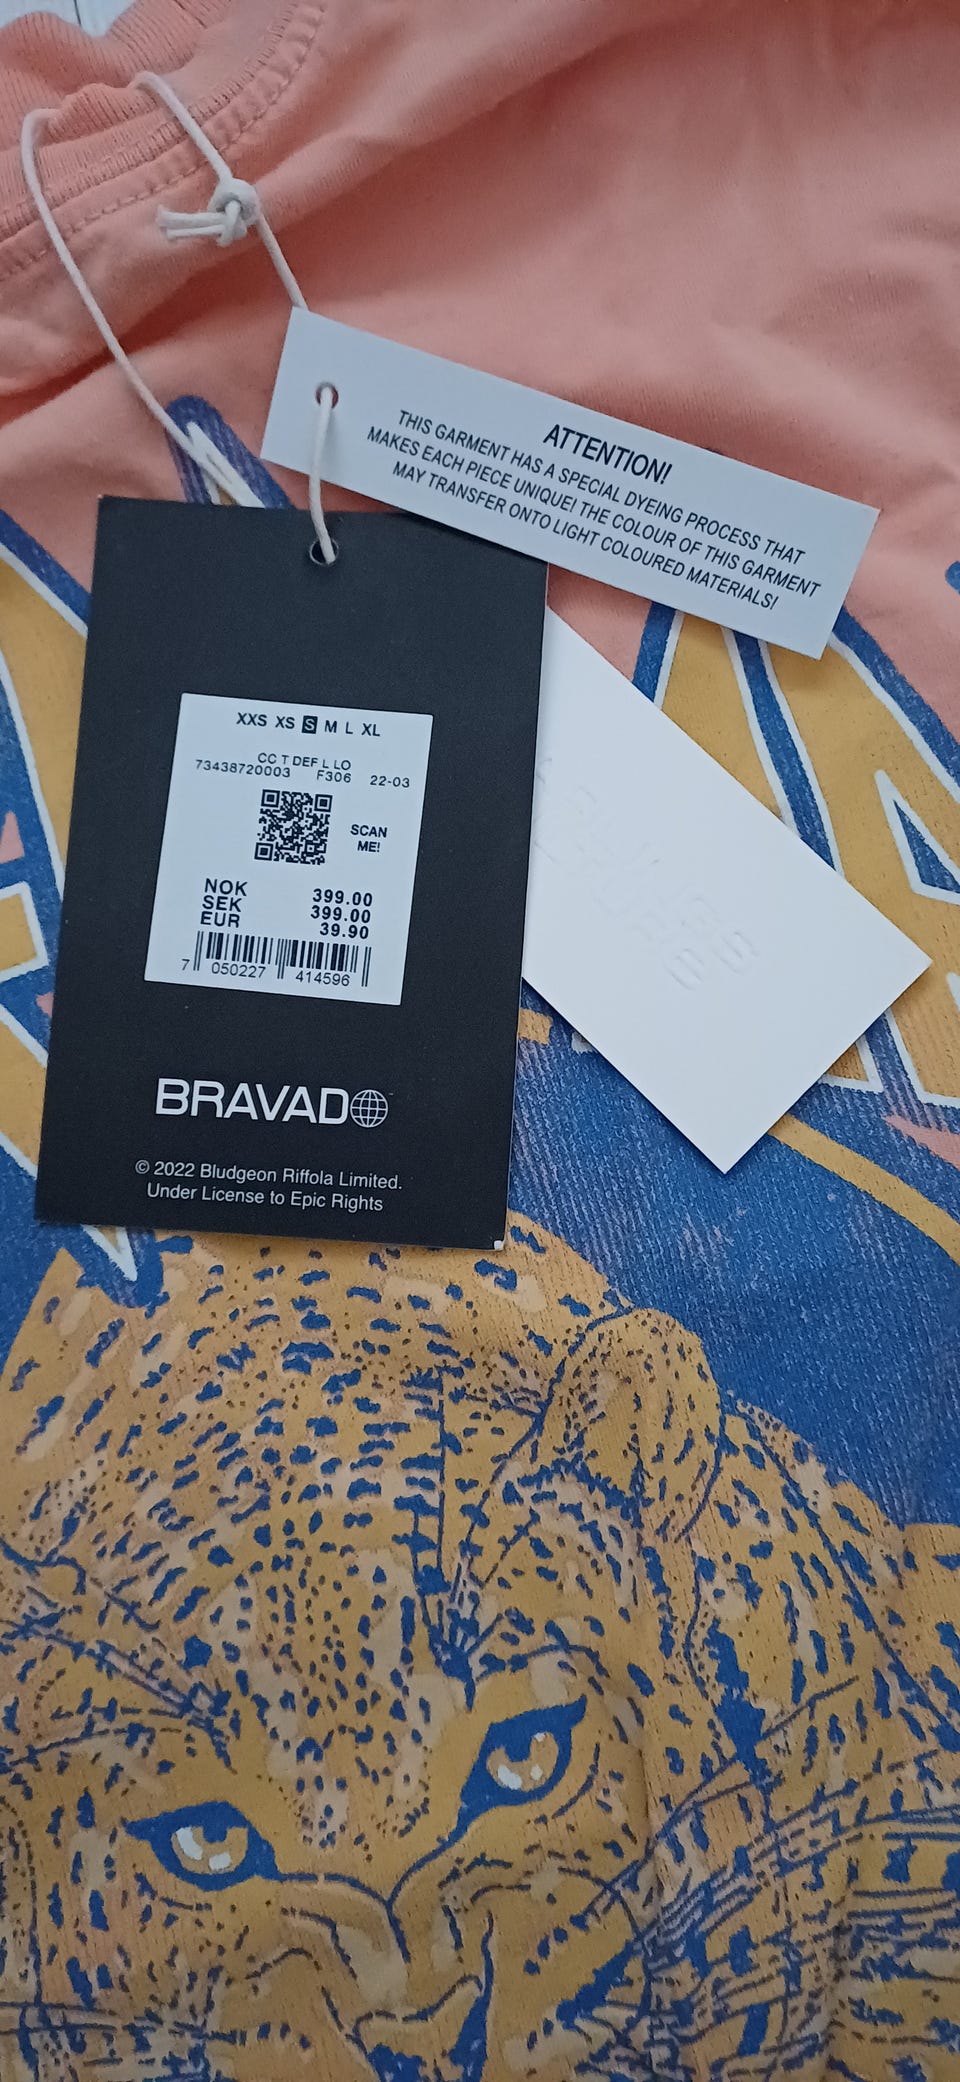 ATTENTION!
THIS GARMENT HAS A SPECIAL DYEING PROCESS THAT
MAKES EACH PIECE UNIQUE! THE COLOUR OF THIS GARMENT
MAY TRANSFER ONTO LIGHT COLOURED MATERIALS!
XXS XS S M L XL
CC T DEF L LO
73438720003 F306 22-03
SCAN
ME!
NOK 399.00
SEK 399.00
EUR 39.90
7 050227 414596
BRAVADO
© 2022 Bludgeon Riffola Limited.
Under License to Epic Rights